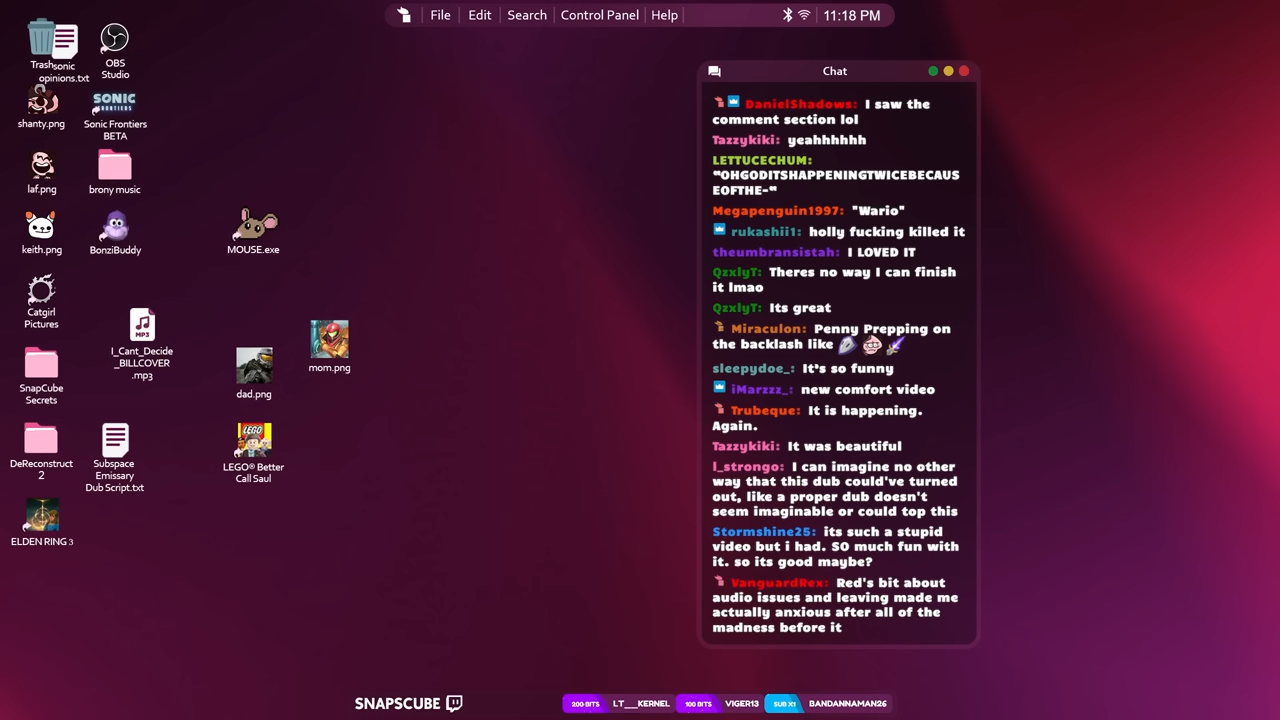 File Edit Search Control Panel Help 11:18 PM
Trash
sonic
opinions.txt
OBS
Studio
shanty.png
SONIC
FRONTIERS
Sonic Frontiers
BETA
laf.png
brony music
keith.png
BonziBuddy
MOUSE.exe
Catgirl
Pictures
MP3
I_Cant_Decide
_BILLCOVER
.mp3
mom.png
dad.png
SnapCube
Secrets
DeReconstruct
2
Subspace
Emissary
Dub Script.txt
LEGO
LEGO® Better
Call Saul
ELDEN RING 3
Chat
DanielShadows: I saw the
comment section lol
Tazzykiki: yeahhhhhh
LETTUCECHUM:
"OHGODITSHAPPENINGTWICEBECAUS
EOFTHE-"
Megapenguin1997: "Wario"
rukashii1: holly fucking killed it
theumbransistah: I LOVED IT
QzxlyT: Theres no way I can finish
it lmao
QzxlyT: Its great
Miraculon: Penny Prepping on
the backlash like
sleepydoe_: It's so funny
iMarzzz_: new comfort video
Trubeque: It is happening.
Again.
Tazzykiki: It was beautiful
l_strongo: I can imagine no other
way that this dub could've turned
out, like a proper dub doesn't
seem imaginable or could top this
Stormshine25: its such a stupid
video but i had. SO much fun with
it. so its good maybe?
VanguardRex: Red's bit about
audio issues and leaving made me
actually anxious after all of the
madness before it
SNAPSCUBE
200 BITS LT___KERNEL 100 BITS VIGER13 SUB X1 BANDANNAMAN26